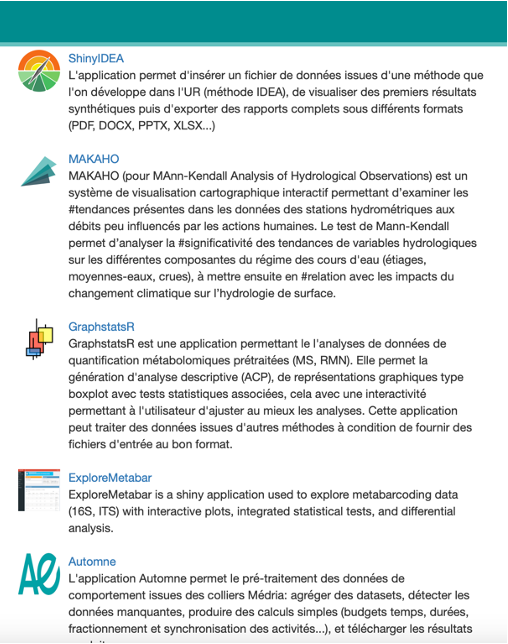 ShinyIDEA
L'application permet d'insérer un fichier de données issues d'une méthode que
l'on développe dans l'UR (méthode IDEA), de visualiser des premiers résultats
synthétiques puis d'exporter des rapports complets sous différents formats
(PDF, DOCX, PPTX, XLSX...)
MAKAHO
MAKAHO (pour MAnn-Kendall Analysis of Hydrological Observations) est un
système de visualisation cartographique interactif permettant d'examiner les
#tendances présentes dans les données des stations hydrométriques aux
débits peu influencés par les actions humaines. Le test de Mann-Kendall
permet d'analyser la #significativité des tendances de variables hydrologiques
sur les différentes composantes du régime des cours d'eau (étiages,
moyennes-eaux, crues), à mettre ensuite en #relation avec les impacts du
changement climatique sur l'hydrologie de surface.
GraphstatsR
GraphstatsR est une application permettant le l'analyses de données de
quantification métabolomiques prétraitées (MS, RMN). Elle permet la
génération d'analyse descriptive (ACP), de représentations graphiques type
boxplot avec tests statistiques associées, cela avec une interactivité
permettant à l'utilisateur d'ajuster au mieux les analyses. Cette application
peut traiter des données issues d'autres méthodes à condition de fournir des
fichiers d'entrée au bon format.
ExploreMetabar
ExploreMetabar is a shiny application used to explore metabarcoding data
(16S, ITS) with interactive plots, integrated statistical tests, and differential
analysis.
Automne
L'application Automne permet le pré-traitement des données de
comportement issues des colliers Médria: agréger des datasets, détecter les
données manquantes, produire des calculs simples (budgets temps, durées,
fractionnement et synchronisation des activités...), et télécharger les résultats